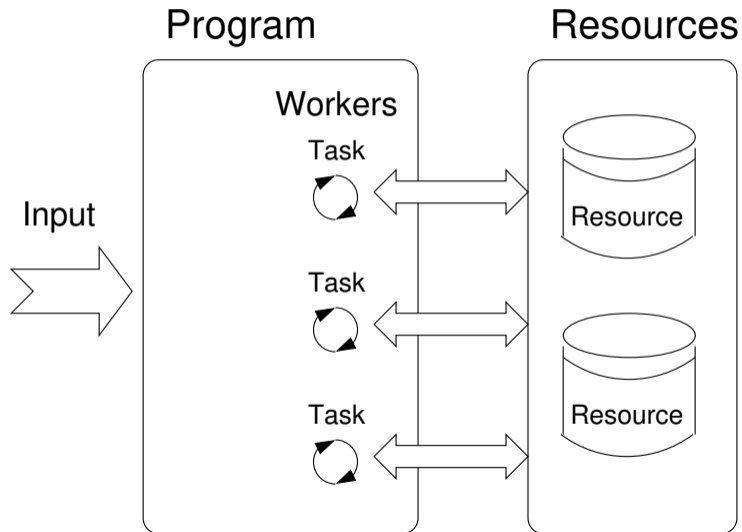 Program
Resources
Workers
Task
Input
Resource
Task
Task
Resource